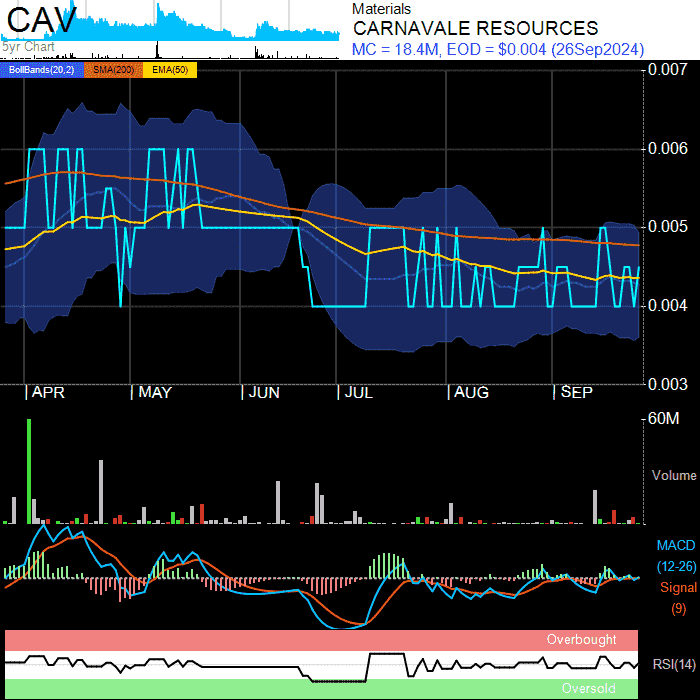 CAV
5yr Chart
Materials
CARNAVALE RESOURCES
MC = 18.4M, EOD = $0.004 (26Sep2024)
BollBands(20,2) SMA(200) EMA(50)
0.007
0.006
0.005
0.004
0.003
APR MAY JUN JUL AUG SEP
60M
Volume
MACD
(12-26)
Signal
(9)
Overbought
RSI(14)
Oversold